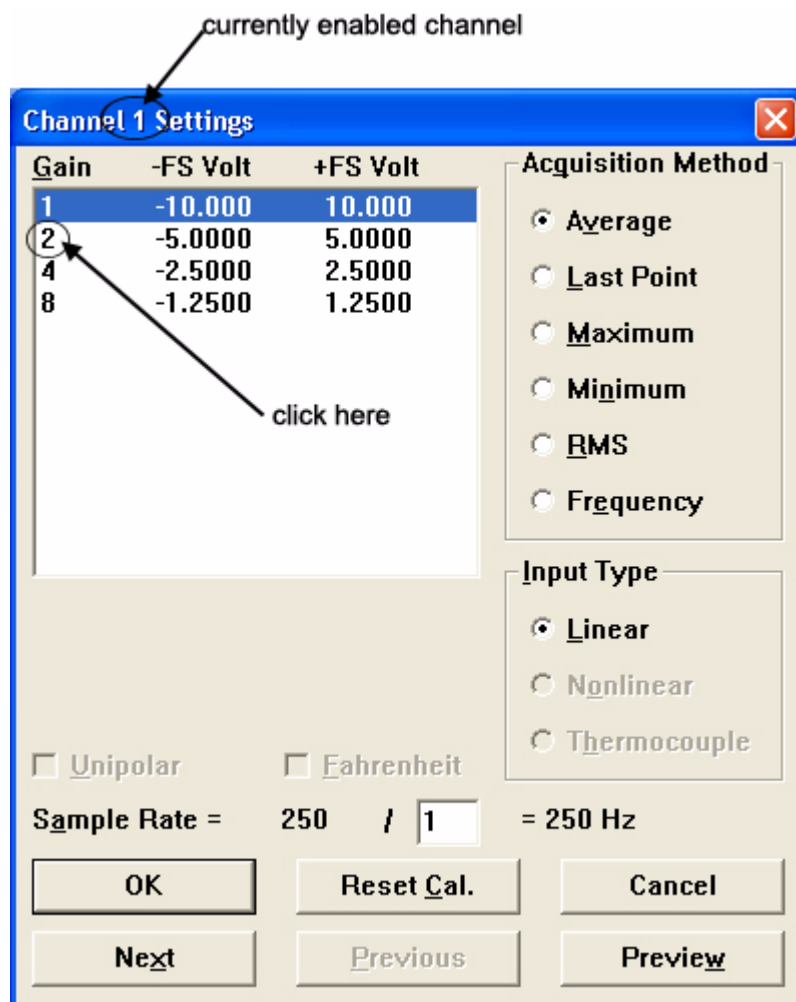 currently enabled channel
Channel 1 Settings
Gain -FS Volt +FS Volt
1 -10.000 10.000
2 -5.0000 5.0000
4 -2.5000 2.5000
8 -1.2500 1.2500
click here
Acquisition Method
Average
Last Point
Maximum
Minimum
RMS
Frequency
Input Type
Linear
Nonlinear
Thermocouple
Unipolar Fahrenheit
Sample Rate = 250 / 1 = 250 Hz
OK Reset Cal. Cancel
Next Previous Preview